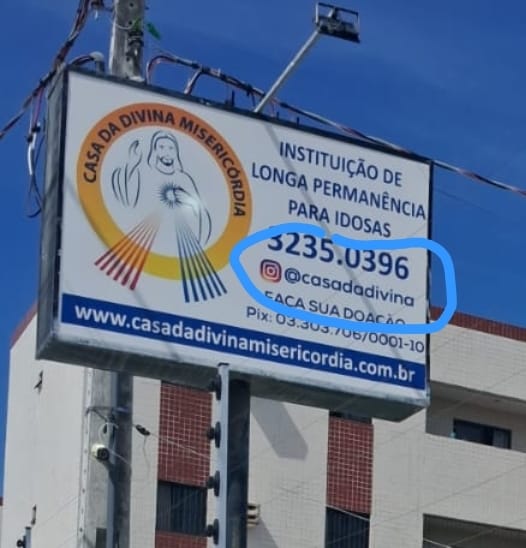 CASA DA DIVINA MISERICÓRDIA
INSTITUIÇÃO DE
LONGA PERMANÊNCIA
PARA IDOSAS
3235.0396
@casadadivina
FAÇA SUA DOAÇÃO
Pix: 03.303.706/0001-10
www.casadadivinamisericordia.com.br